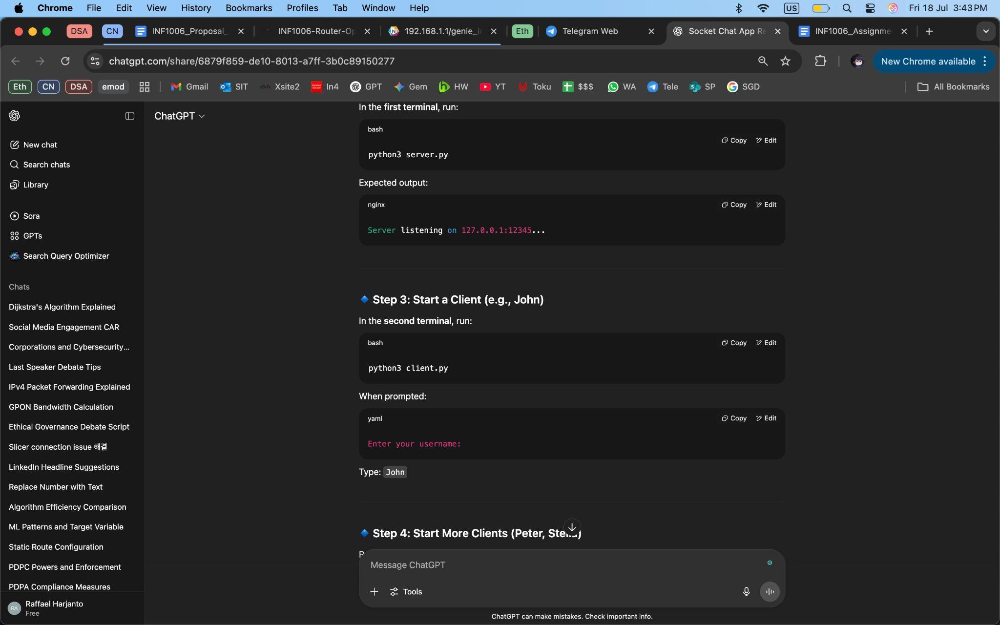 Chrome File Edit View History Bookmarks Profiles Tab Window Help US Fri 18 Jul 3:43 PM
DSA CN INF1006_Proposal_ INF1006-Router-Op 192.168.1.1/genie_i Eth Telegram Web Socket Chat App Re INF1006_Assignme
chatgpt.com/share/6879f859-de10-8013-a7ff-3b0c89150277 New Chrome available
Eth CN DSA emod Gmail SIT Xsite2 In4 GPT Gem HW YT Toku $$$ WA Tele SP SGD All Bookmarks
ChatGPT
New chat
Search chats
Library
Sora
GPTs
Search Query Optimizer
Chats
Dijkstra's Algorithm Explained
Social Media Engagement CAR
Corporations and Cybersecurity...
Last Speaker Debate Tips
IPv4 Packet Forwarding Explained
GPON Bandwidth Calculation
Ethical Governance Debate Script
Slicer connection issue 해결
LinkedIn Headline Suggestions
Replace Number with Text
Algorithm Efficiency Comparison
ML Patterns and Target Variable
Static Route Configuration
PDPC Powers and Enforcement
PDPA Compliance Measures
RA Raffael Harjanto
Free
In the first terminal, run:
bash
Copy Edit
python3 server.py
Expected output:
nginx Copy Edit
Server listening on 127.0.0.1:12345...
Step 3: Start a Client (e.g., John)
In the second terminal, run:
bash Copy Edit
python3 client.py
When prompted:
yaml Copy Edit
Enter your username:
Type: John
Step 4: Start More Clients (Peter,
Message ChatGPT
Tools
ChatGPT can make mistakes. Check important info.